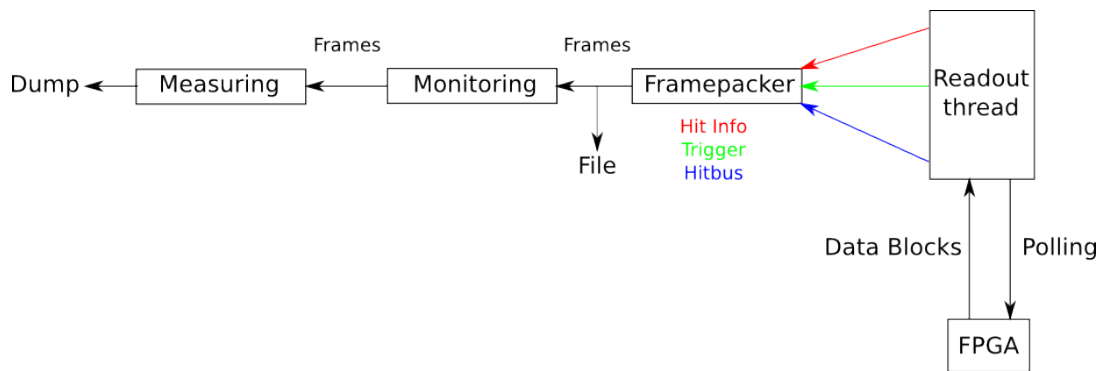 Frames
Frames
Dump
Measuring
Monitoring
Framepacker
Readout
thread
Hit Info
Trigger
Hitbus
File
Data Blocks
Polling
FPGA